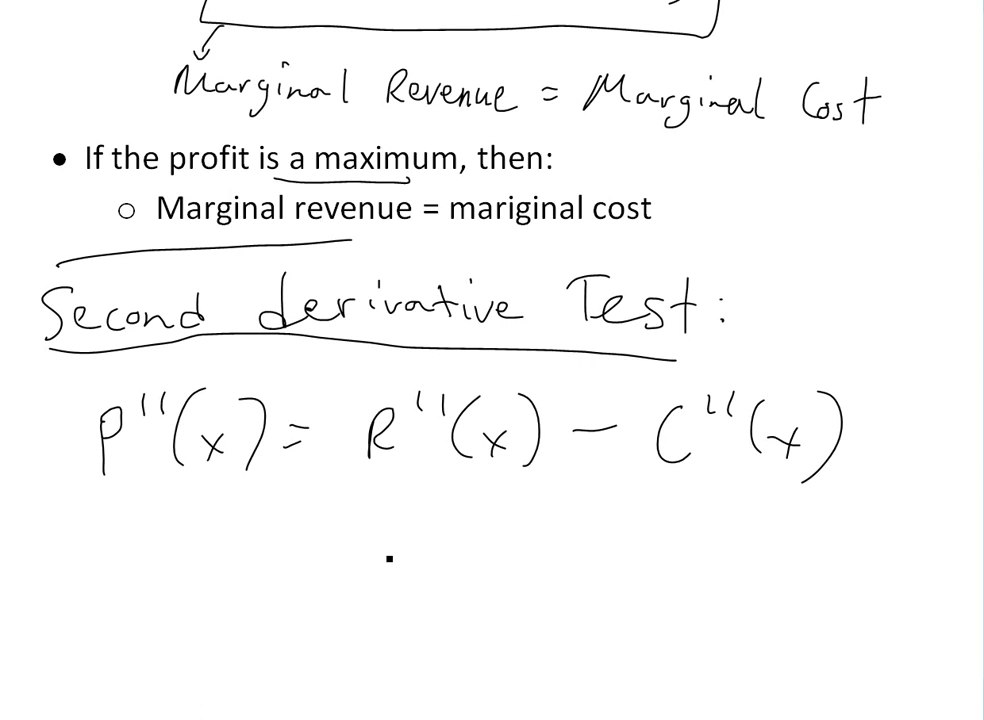 Marginal Revenue = Marginal Cost
• If the profit is a maximum, then:
○ Marginal revenue = mariginal cost
Second derivative Test:
P''(x) = R''(x) - C''(x)